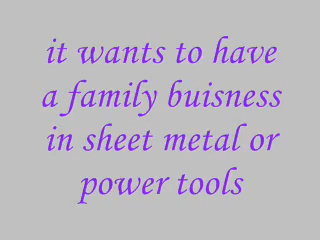 it wants to have
a family buisness
in sheet metal or
power tools